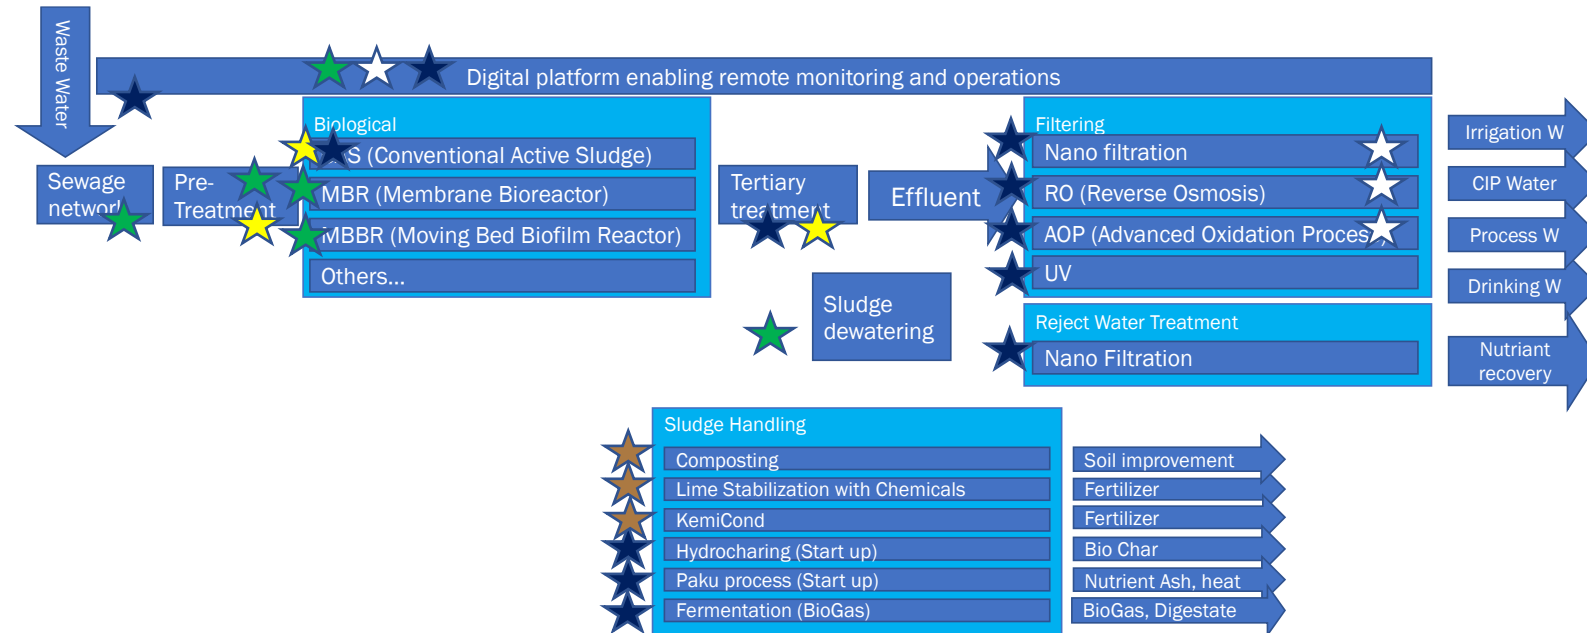 Waste Water
Digital platform enabling remote monitoring and operations
Sewage
network
Pre-
Treatment
Biological
S (Conventional Active Sludge)
MBR (Membrane Bioreactor)
MBBR (Moving Bed Biofilm Reactor)
Others...
Tertiary
treatment
Effluent
Sludge
dewatering
Filtering
Nano filtration
RO (Reverse Osmosis)
AOP (Advanced Oxidation Process)
UV
Reject Water Treatment
Nano Filtration
Irrigation W
CIP Water
Process W
Drinking W
Nutriant
recovery
Sludge Handling
Composting
Lime Stabilization with Chemicals
KemiCond
Hydrocharing (Start up)
Paku process (Start up)
Fermentation (BioGas)
Soil improvement
Fertilizer
Fertilizer
Bio Char
Nutrient Ash, heat
BioGas, Digestate